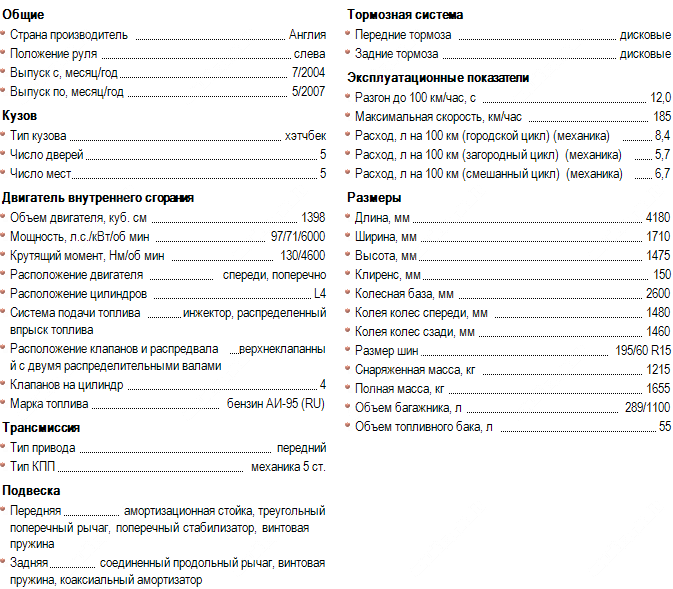 Общие
Страна производитель Англия
Положение руля слева
Выпуск с, месяц/год 7/2004
Выпуск по, месяц/год 5/2007
Кузов
Тип кузова хэтчбек
Число дверей 5
Число мест 5
Двигатель внутреннего сгорания
Объем двигателя, куб. см 1398
Мощность, л.с./кВт/об мин 97/71/6000
Крутящий момент, Нм/об мин 130/4600
Расположение двигателя спереди, поперечно
Расположение цилиндров L4
Система подачи топлива инжектор, распределенный
впрыск топлива
Расположение клапанов и распредвала верхнеклапанны
й с двумя распределительными валами
Клапанов на цилиндр 4
Марка топлива бензин АИ-95 (RU)
Трансмиссия
Тип привода передний
Тип КПП механика 5 ст.
Подвеска
Передняя амортизационная стойка, треугольный
поперечный рычаг, поперечный стабилизатор, винтовая
пружина
Задняя соединенный продольный рычаг, винтовая
пружина, коаксиальный амортизатор
Тормозная система
Передние тормоза дисковые
Задние тормоза дисковые
Эксплуатационные показатели
Разгон до 100 км/час, с 12,0
Максимальная скорость, км/час 185
Расход, л на 100 км (городской цикл) (механика) 8,4
Расход, л на 100 км (загородный цикл) (механика) 5,7
Расход, л на 100 км (смешанный цикл) (механика) 6,7
Размеры
Длина, мм 4180
Ширина, мм 1710
Высота, мм 1475
Клиренс, мм 150
Колесная база, мм 2600
Колея колес спереди, мм 1480
Колея колес сзади, мм 1460
Размер шин 195/60 R15
Снаряженная масса, кг 1215
Полная масса, кг 1655
Объем багажника, л 289/1100
Объем топливного бака, л 55